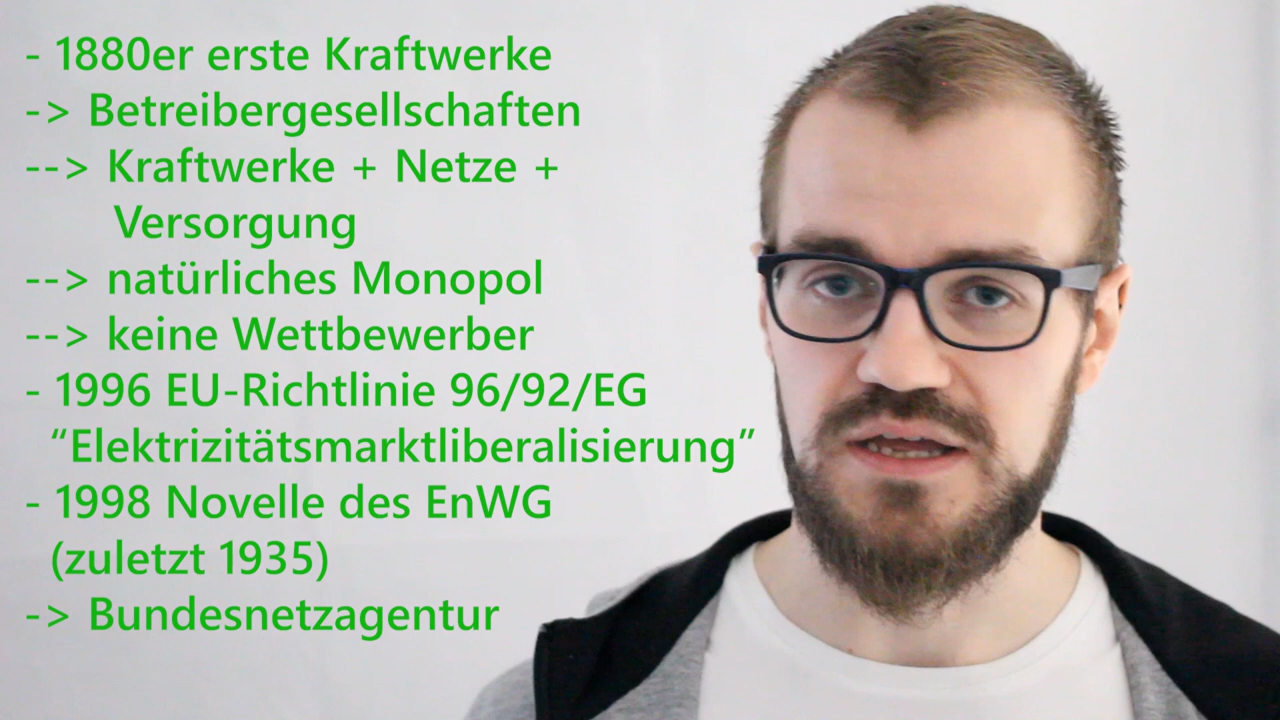 - 1880er erste Kraftwerke
-> Betreibergesellschaften
--> Kraftwerke + Netze +
Versorgung
--> natürliches Monopol
--> keine Wettbewerber
- 1996 EU-Richtlinie 96/92/EG
“Elektrizitätsmarktliberalisierung”
- 1998 Novelle des EnWG
(zuletzt 1935)
-> Bundesnetzagentur